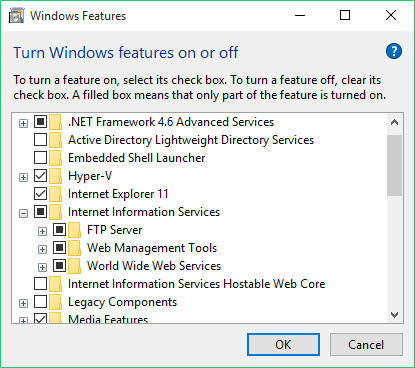 Windows Features
Turn Windows features on or off
?
To turn a feature on, select its check box. To turn a feature off, clear its
check box. A filled box means that only part of the feature is turned on.
.NET Framework 4.6 Advanced Services
Active Directory Lightweight Directory Services
Embedded Shell Launcher
Hyper-V
Internet Explorer 11
Internet Information Services
FTP Server
Web Management Tools
World Wide Web Services
Internet Information Services Hostable Web Core
Legacy Components
Media Features
OK
Cancel